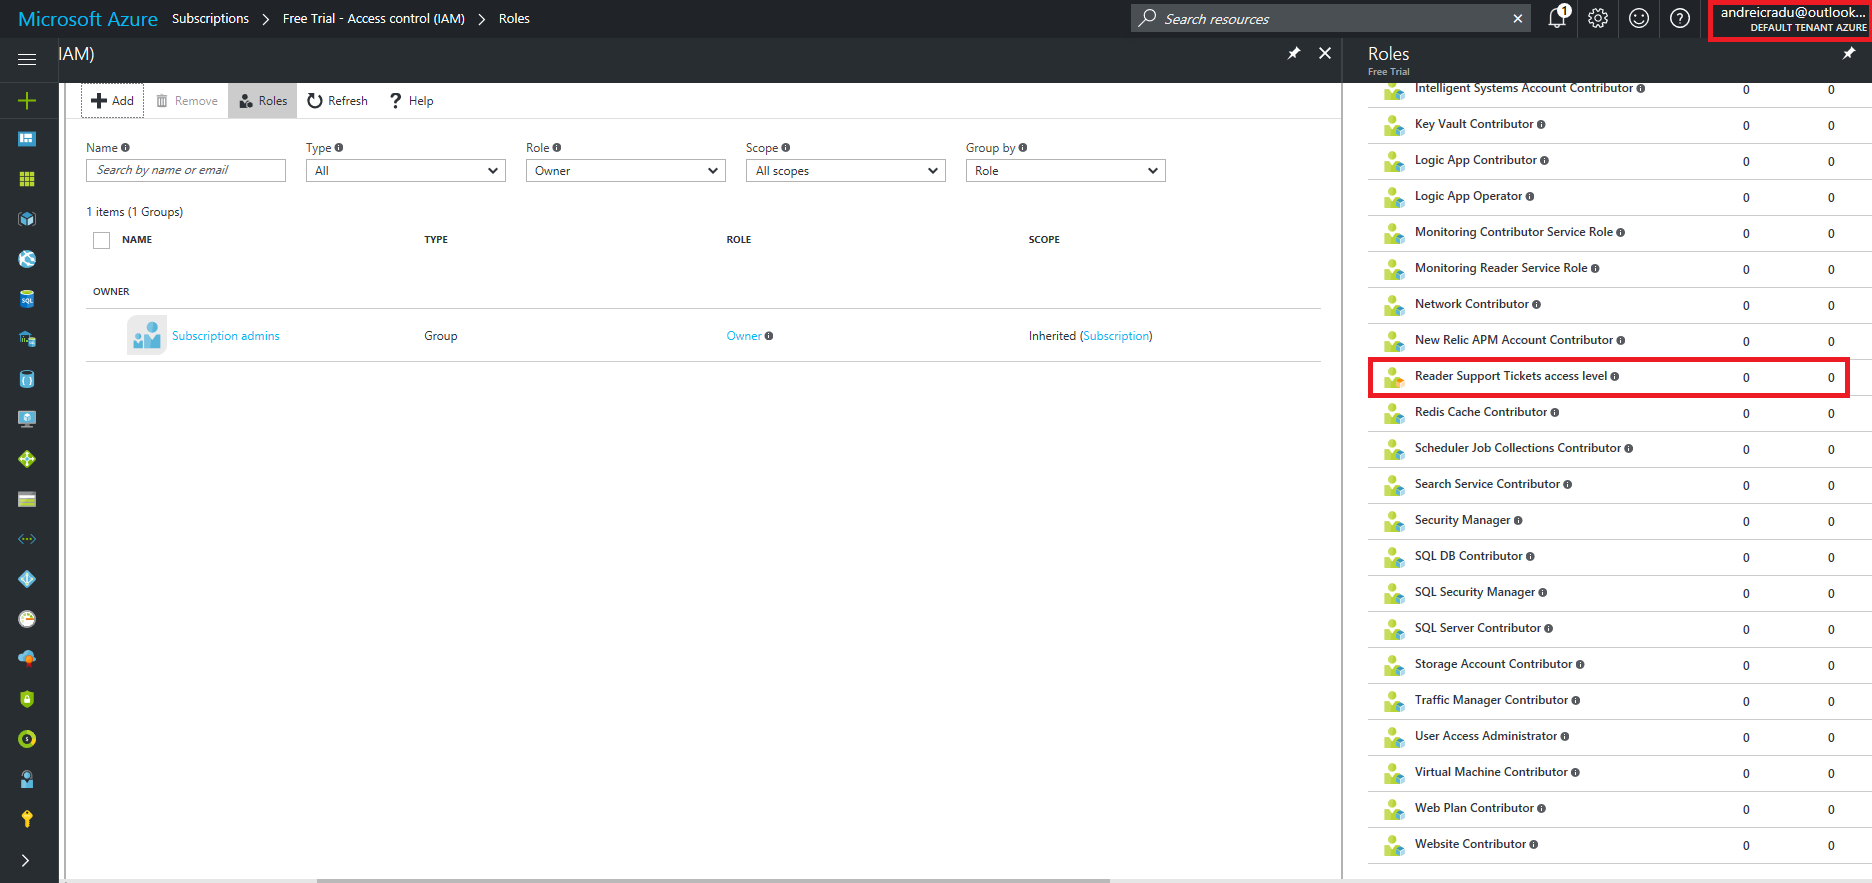 Microsoft Azure Subscriptions > Free Trial - Access control (IAM) > Roles
Search resources
1
andreicradu@outlook...
DEFAULT TENANT AZURE
IAM)
Add Remove Roles Refresh ? Help
Name Type Role Scope Group by
Search by name or email All Owner All scopes Role
1 items (1 Groups)
NAME TYPE ROLE SCOPE
OWNER
Subscription admins Group Owner Inherited (Subscription)
Roles
Free Trial
Intelligent Systems Account Contributor 0 0
Key Vault Contributor 0 0
Logic App Contributor 0 0
Logic App Operator 0 0
Monitoring Contributor Service Role 0 0
Monitoring Reader Service Role 0 0
Network Contributor 0 0
New Relic APM Account Contributor 0 0
Reader Support Tickets access level 0 0
Redis Cache Contributor 0 0
Scheduler Job Collections Contributor 0 0
Search Service Contributor 0 0
Security Manager 0 0
SQL DB Contributor 0 0
SQL Security Manager 0 0
SQL Server Contributor 0 0
Storage Account Contributor 0 0
Traffic Manager Contributor 0 0
User Access Administrator 0 0
Virtual Machine Contributor 0 0
Web Plan Contributor 0 0
Website Contributor 0 0